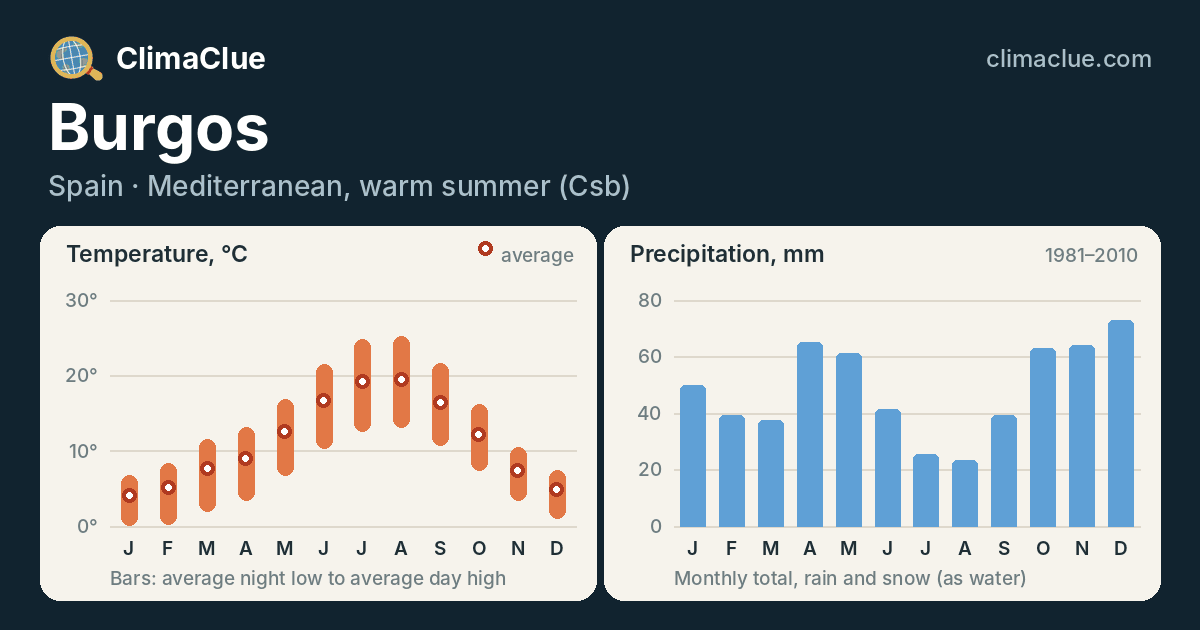 ClimaClue
climaclue.com
Burgos
Spain · Mediterranean, warm summer (Csb)
Temperature, °C
average
30°
20°
10°
0°
J F M A M J J A S O N D
Bars: average night low to average day high
Precipitation, mm
1981–2010
80
60
40
20
0
J F M A M J J A S O N D
Monthly total, rain and snow (as water)